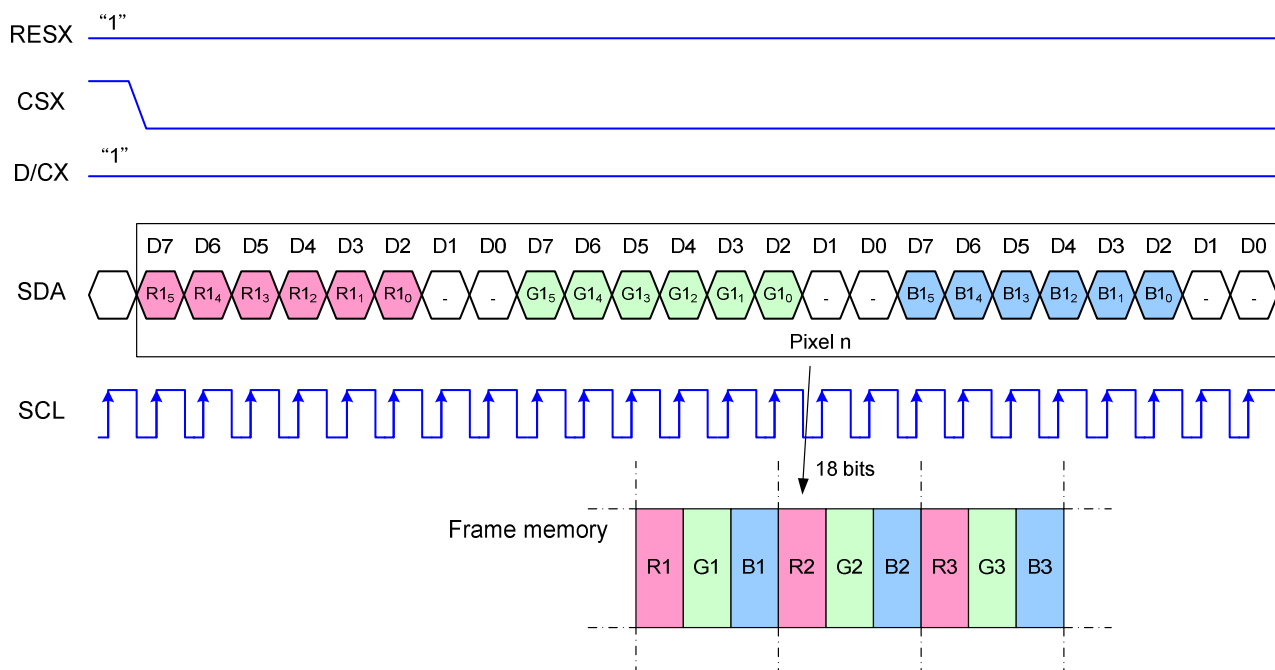 RESX “1”
CSX
D/CX “1”
D7 D6 D5 D4 D3 D2 D1 D0 D7 D6 D5 D4 D3 D2 D1 D0 D7 D6 D5 D4 D3 D2 D1 D0
SDA R1₅ R1₄ R1₃ R1₂ R1₁ R1₀ - - G1₅ G1₄ G1₃ G1₂ G1₁ G1₀ - - B1₅ B1₄ B1₃ B1₂ B1₁ B1₀ - -
Pixel n
SCL
18 bits
Frame memory
R1 G1 B1 R2 G2 B2 R3 G3 B3